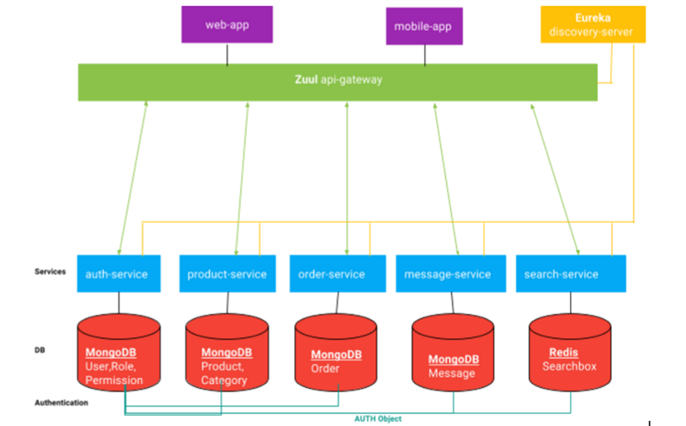 web-app
mobile-app
Eureka
discovery-server
Zuul api-gateway
Services
auth-service
product-service
order-service
message-service
search-service
DB
MongoDB
User,Role,
Permission
MongoDB
Product,
Category
MongoDB
Order
MongoDB
Message
Redis
Searchbox
Authentication
AUTH Object